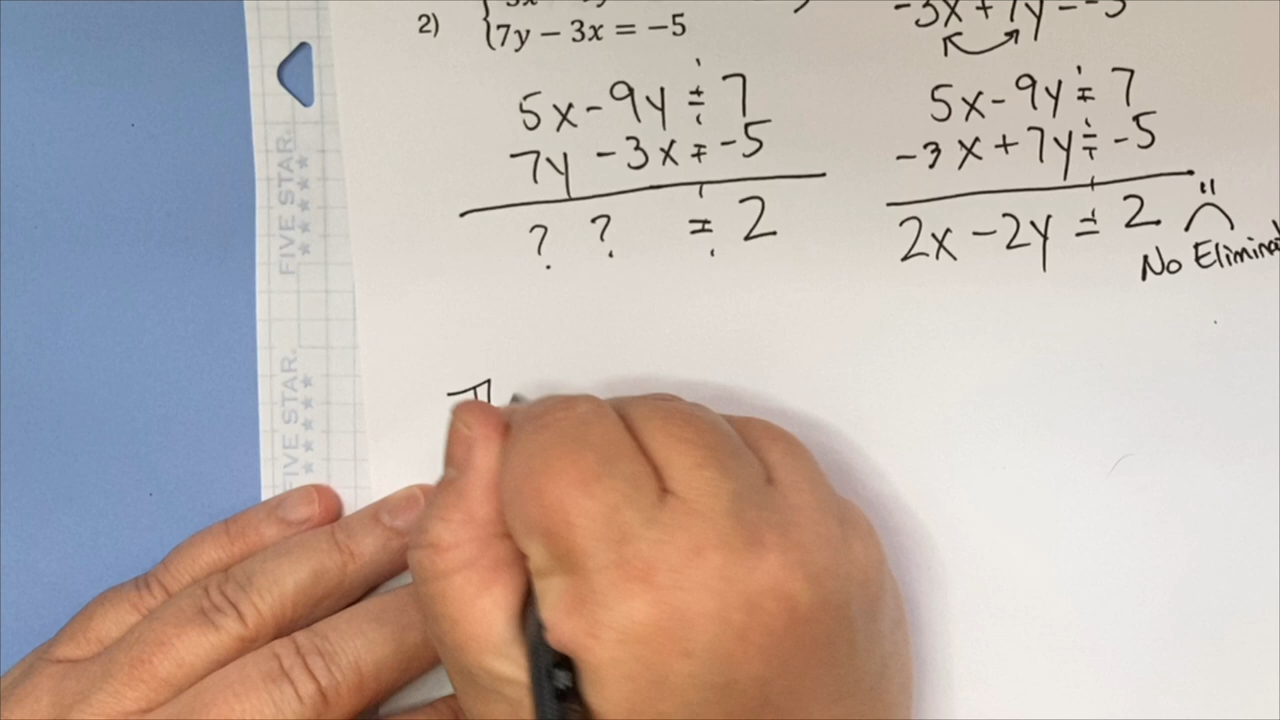 2)
7y − 3x = −5
-3x + 7y = -5
5x - 9y = 7
7y - 3x = -5
? ? = 2
5x - 9y = 7
-3x + 7y = -5
2x - 2y = 2
No
FIVE STAR.
FIVE STAR.